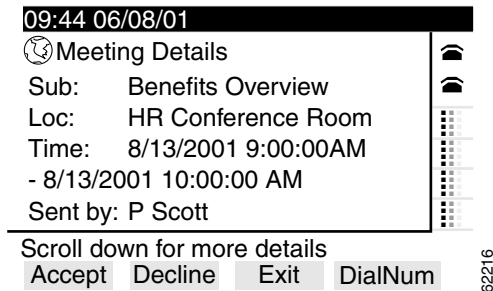 09:44 06/08/01
Meeting Details
Sub: Benefits Overview
Loc: HR Conference Room
Time: 8/13/2001 9:00:00AM
- 8/13/2001 10:00:00 AM
Sent by: P Scott
Scroll down for more details
Accept Decline Exit DialNum
62216